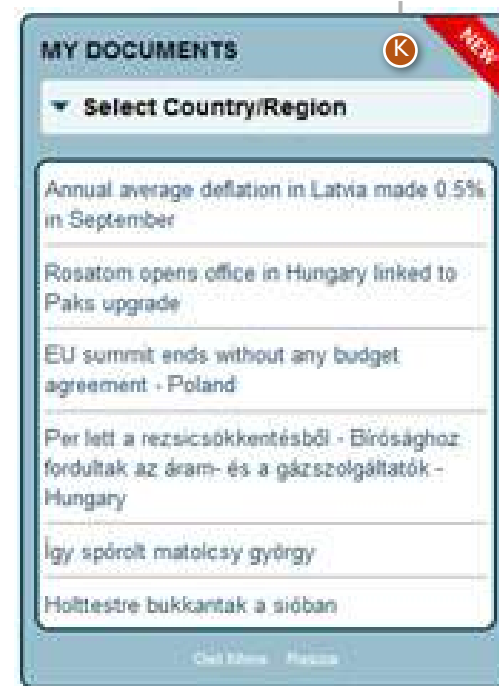 MY DOCUMENTS
K
NEW
Select Country/Region
Annual average deflation in Latvia made 0.5%
in September
Rosatom opens office in Hungary linked to
Paks upgrade
EU summit ends without any budget
agreement - Poland
Per lett a rezsicsökkentésből - Bírósághoz
fordultak az áram- és a gázszolgáltatók -
Hungary
Így spórolt matolcsy györgy
Holttestre bukkantak a sióban